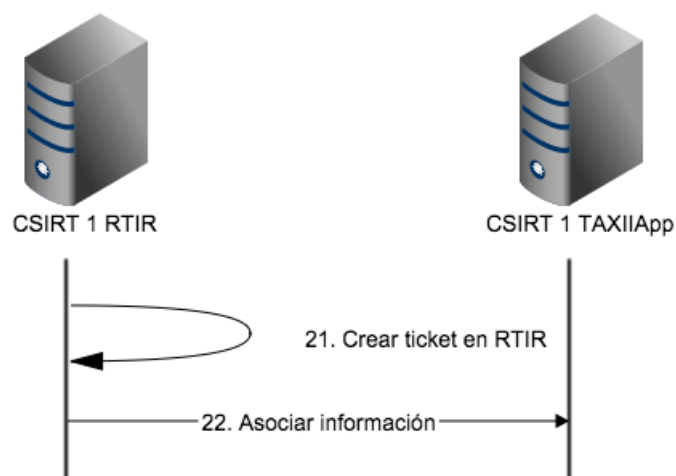 CSIRT 1 RTIR
CSIRT 1 TAXIIApp
21. Crear ticket en RTIR
22. Asociar información